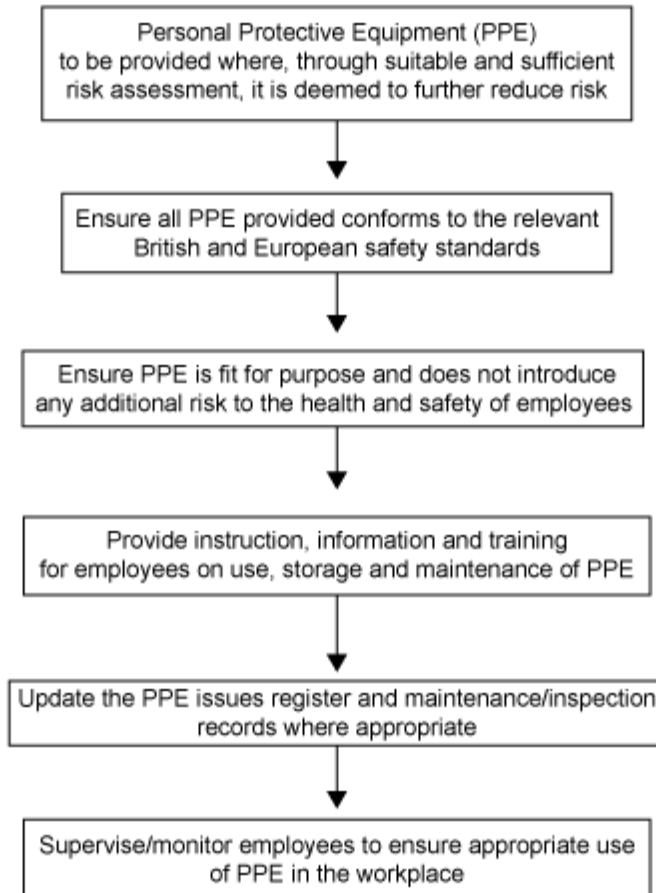 Personal Protective Equipment (PPE)
to be provided where, through suitable and sufficient
risk assessment, it is deemed to further reduce risk
Ensure all PPE provided conforms to the relevant
British and European safety standards
Ensure PPE is fit for purpose and does not introduce
any additional risk to the health and safety of employees
Provide instruction, information and training
for employees on use, storage and maintenance of PPE
Update the PPE issues register and maintenance/inspection
records where appropriate
Supervise/monitor employees to ensure appropriate use
of PPE in the workplace